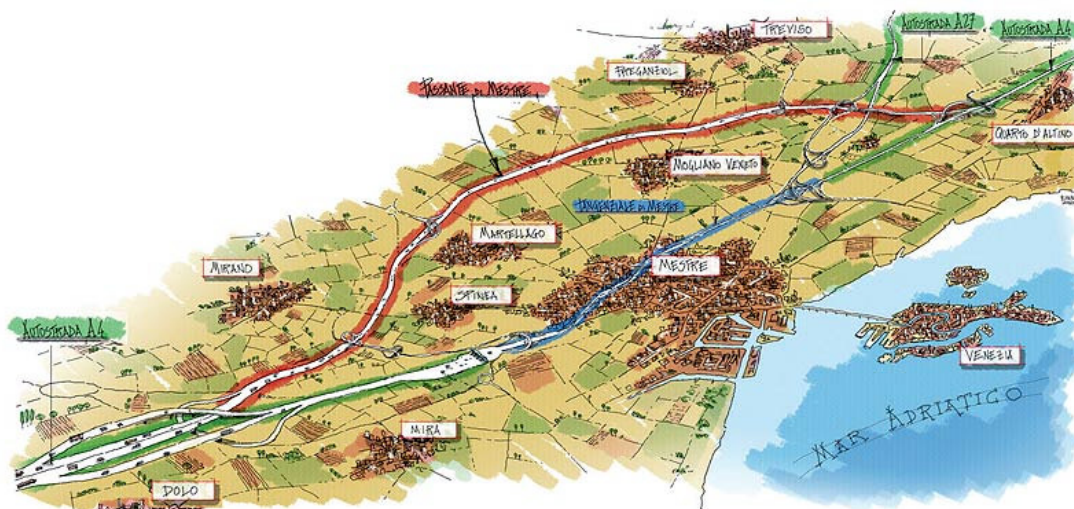 TREVISO
AUTOSTRADA A27
AUTOSTRADA A4
PREGANZIOL
PASSANTE DI MESTRE
QUARTO D'ALTINO
MOGLIANO VENETO
TANGENZIALE DI MESTRE
MARTELLAGO
MIRANO
MESTRE
SPINEA
AUTOSTRADA A4
VENEZIA
MAR ADRIATICO
MIRA
DOLO